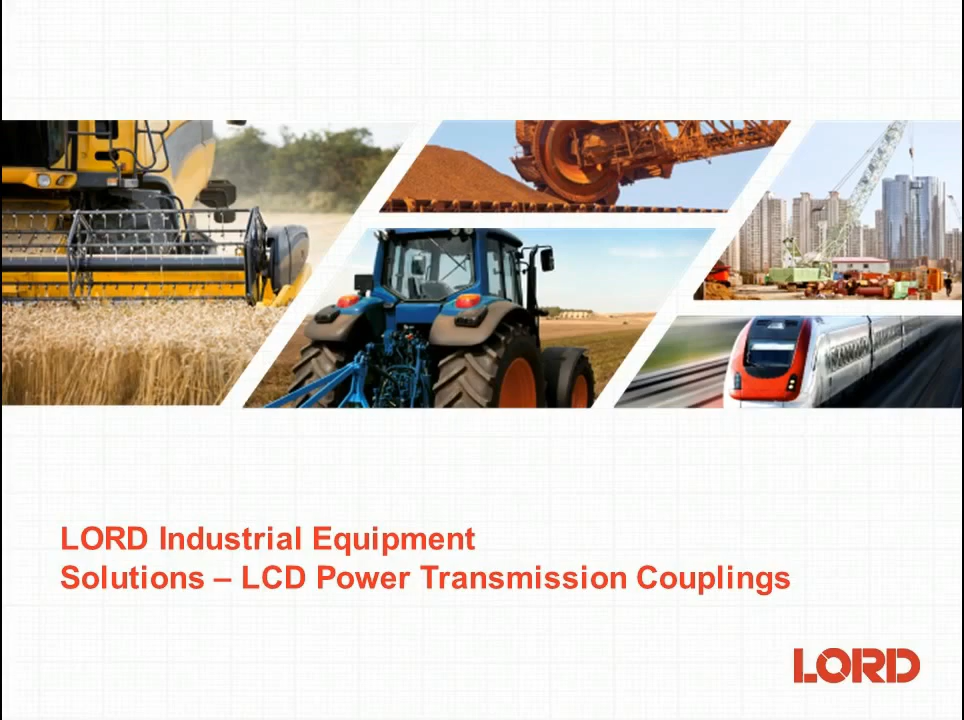 LORD Industrial Equipment
Solutions – LCD Power Transmission Couplings
LORD